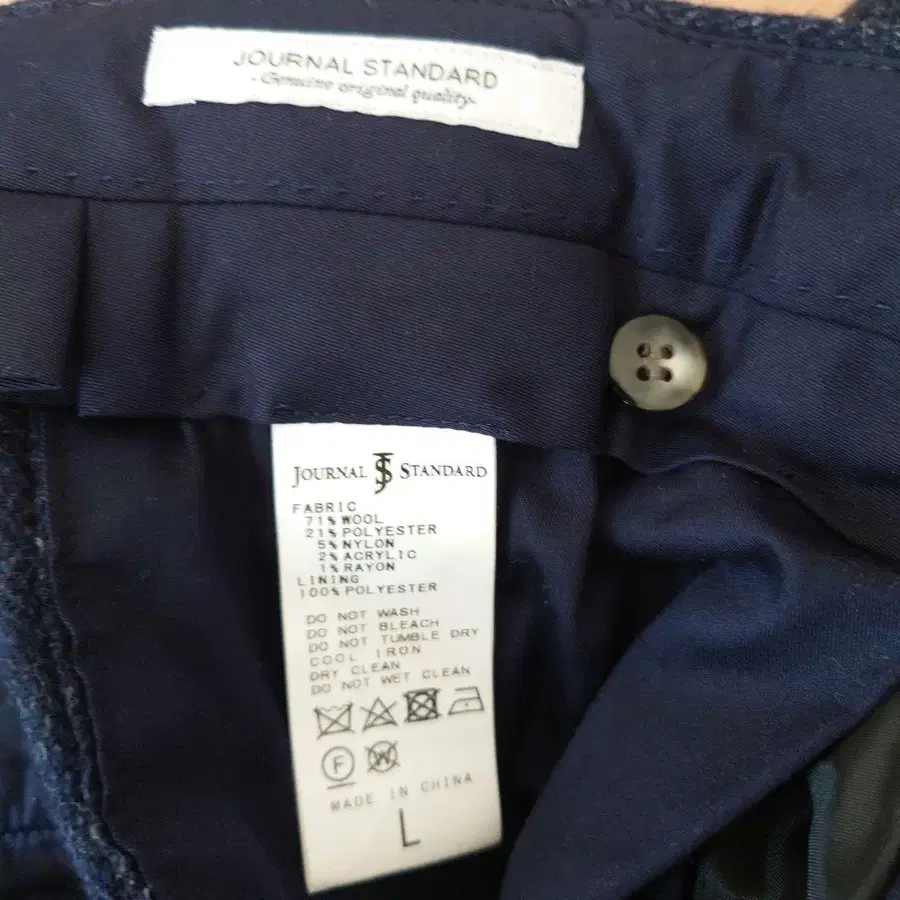 JOURNAL STANDARD
-Genuine original quality-
JOURNAL JS STANDARD
FABRIC
71% WOOL
21% POLYESTER
5% NYLON
2% ACRYLIC
1% RAYON
LINING
100% POLYESTER
DO NOT WASH
DO NOT BLEACH
DO NOT TUMBLE DRY
COOL IRON
DRY CLEAN
DO NOT WET CLEAN
F W
MADE IN CHINA
L